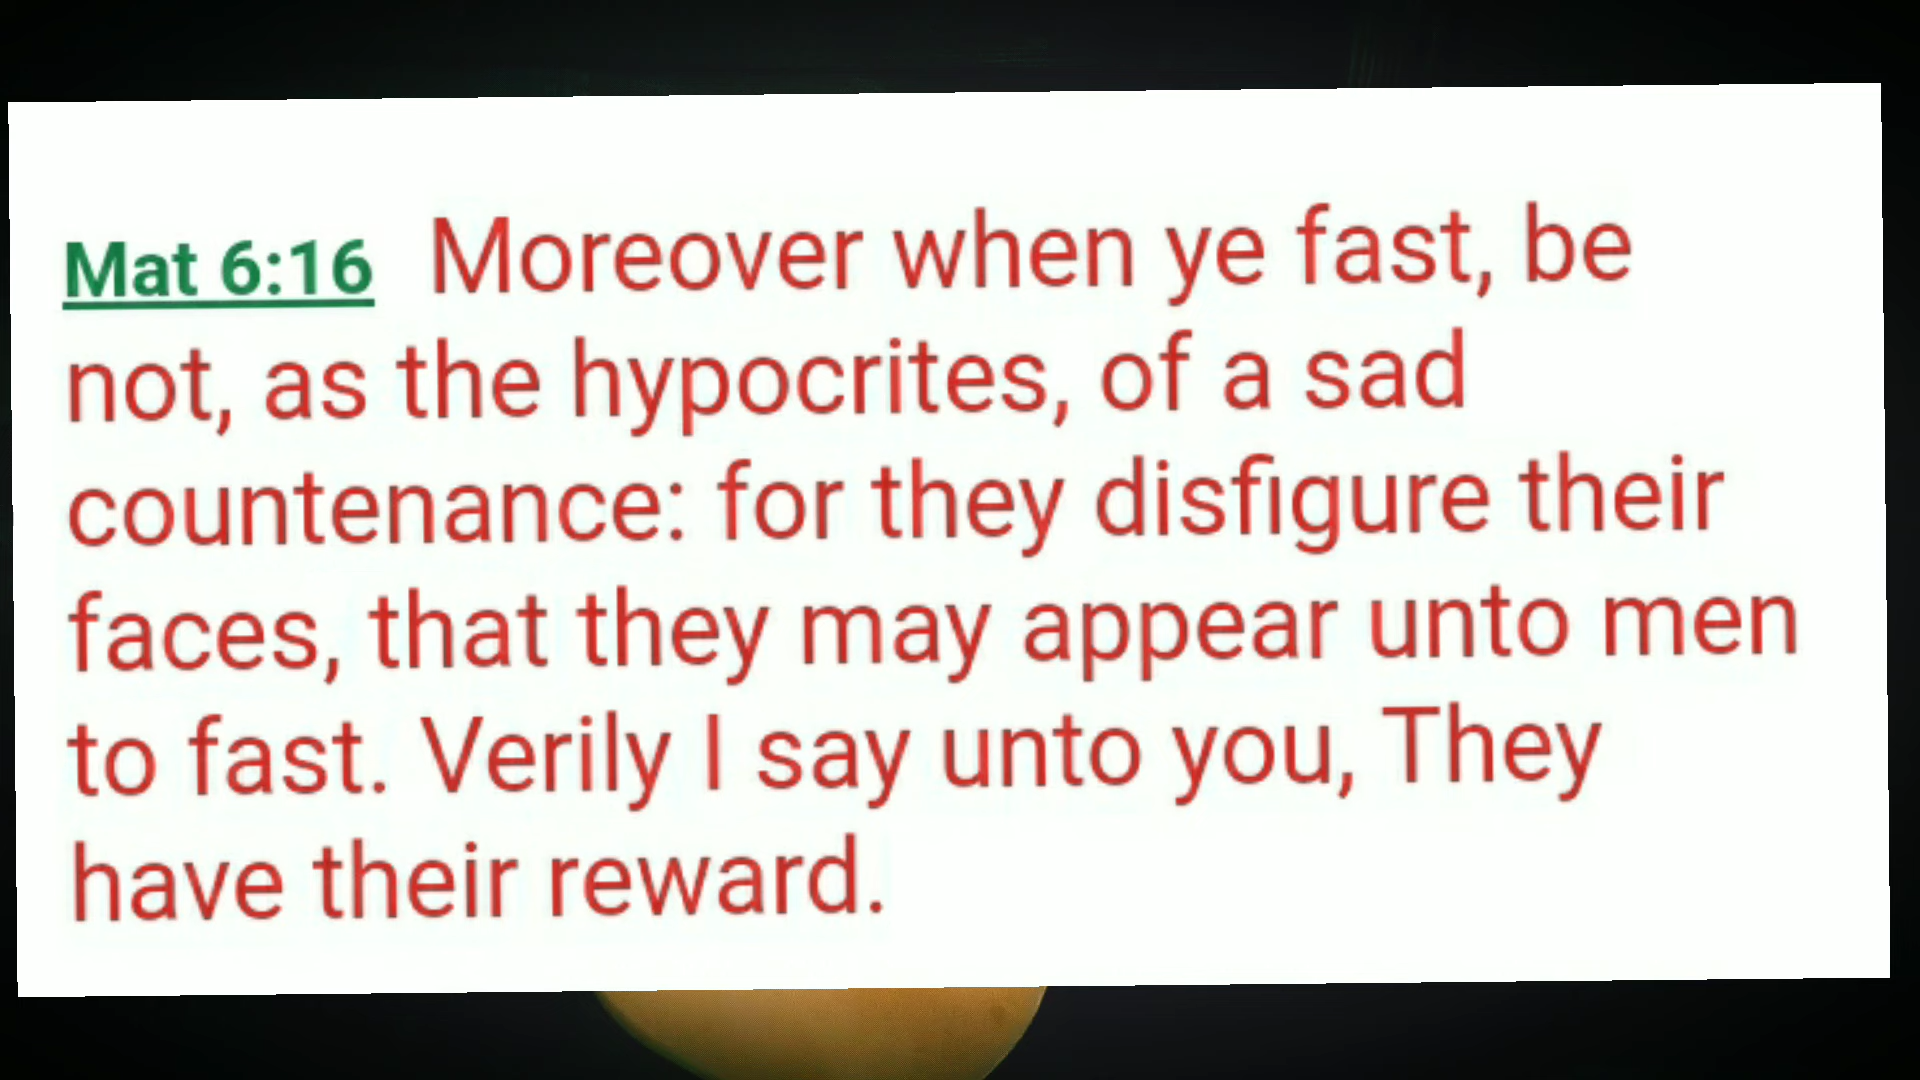 Mat 6:16 Moreover when ye fast, be
not, as the hypocrites, of a sad
countenance: for they disfigure their
faces, that they may appear unto men
to fast. Verily I say unto you, They
have their reward.